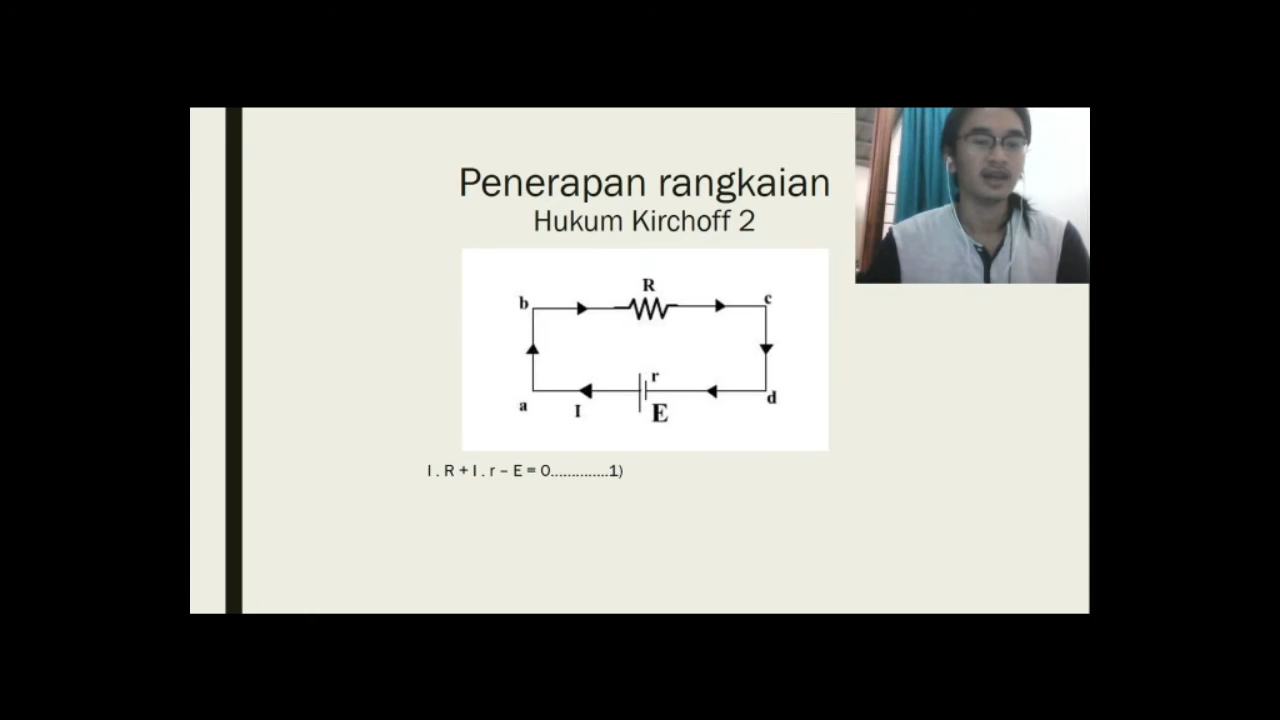 Penerapan rangkaian
Hukum Kirchoff 2
R
b
c
r
a
I
E
d
I . R + I . r – E = 0..............1)